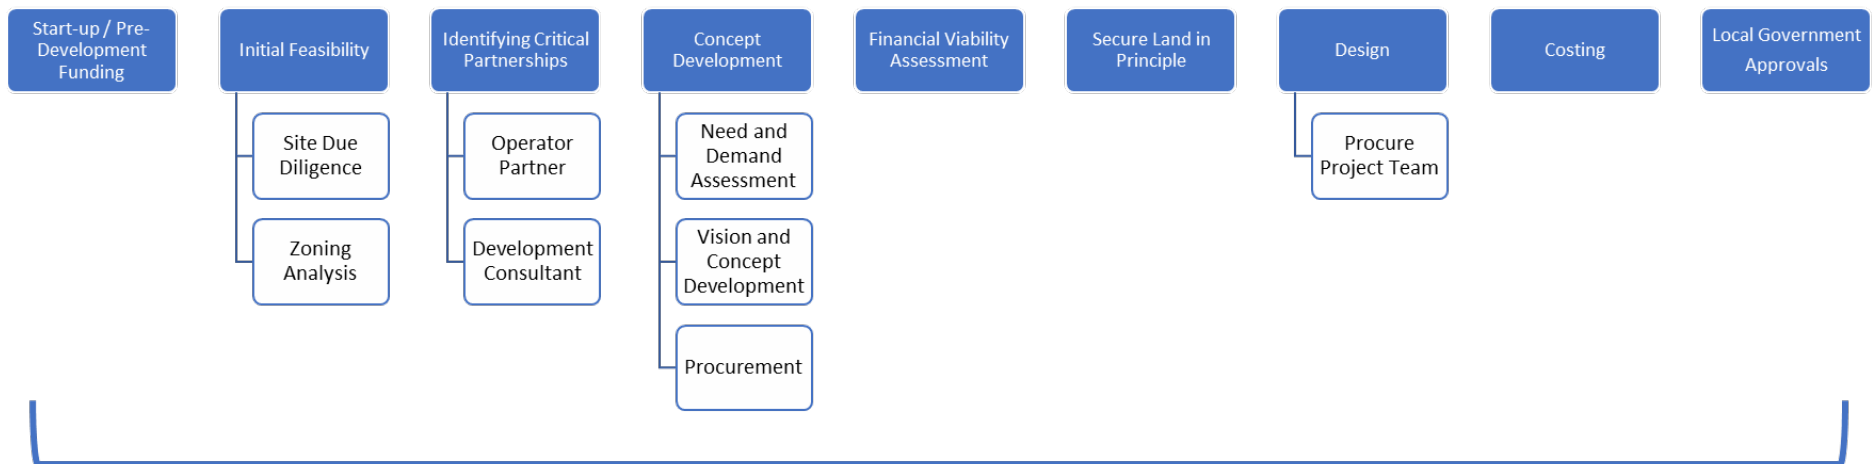 Start-up / Pre-
Development
Funding
Initial Feasibility
Identifying Critical
Partnerships
Concept
Development
Financial Viability
Assessment
Secure Land in
Principle
Design
Costing
Local Government
Approvals
Site Due
Diligence
Zoning
Analysis
Operator
Partner
Development
Consultant
Need and
Demand
Assessment
Vision and
Concept
Development
Procurement
Procure
Project Team